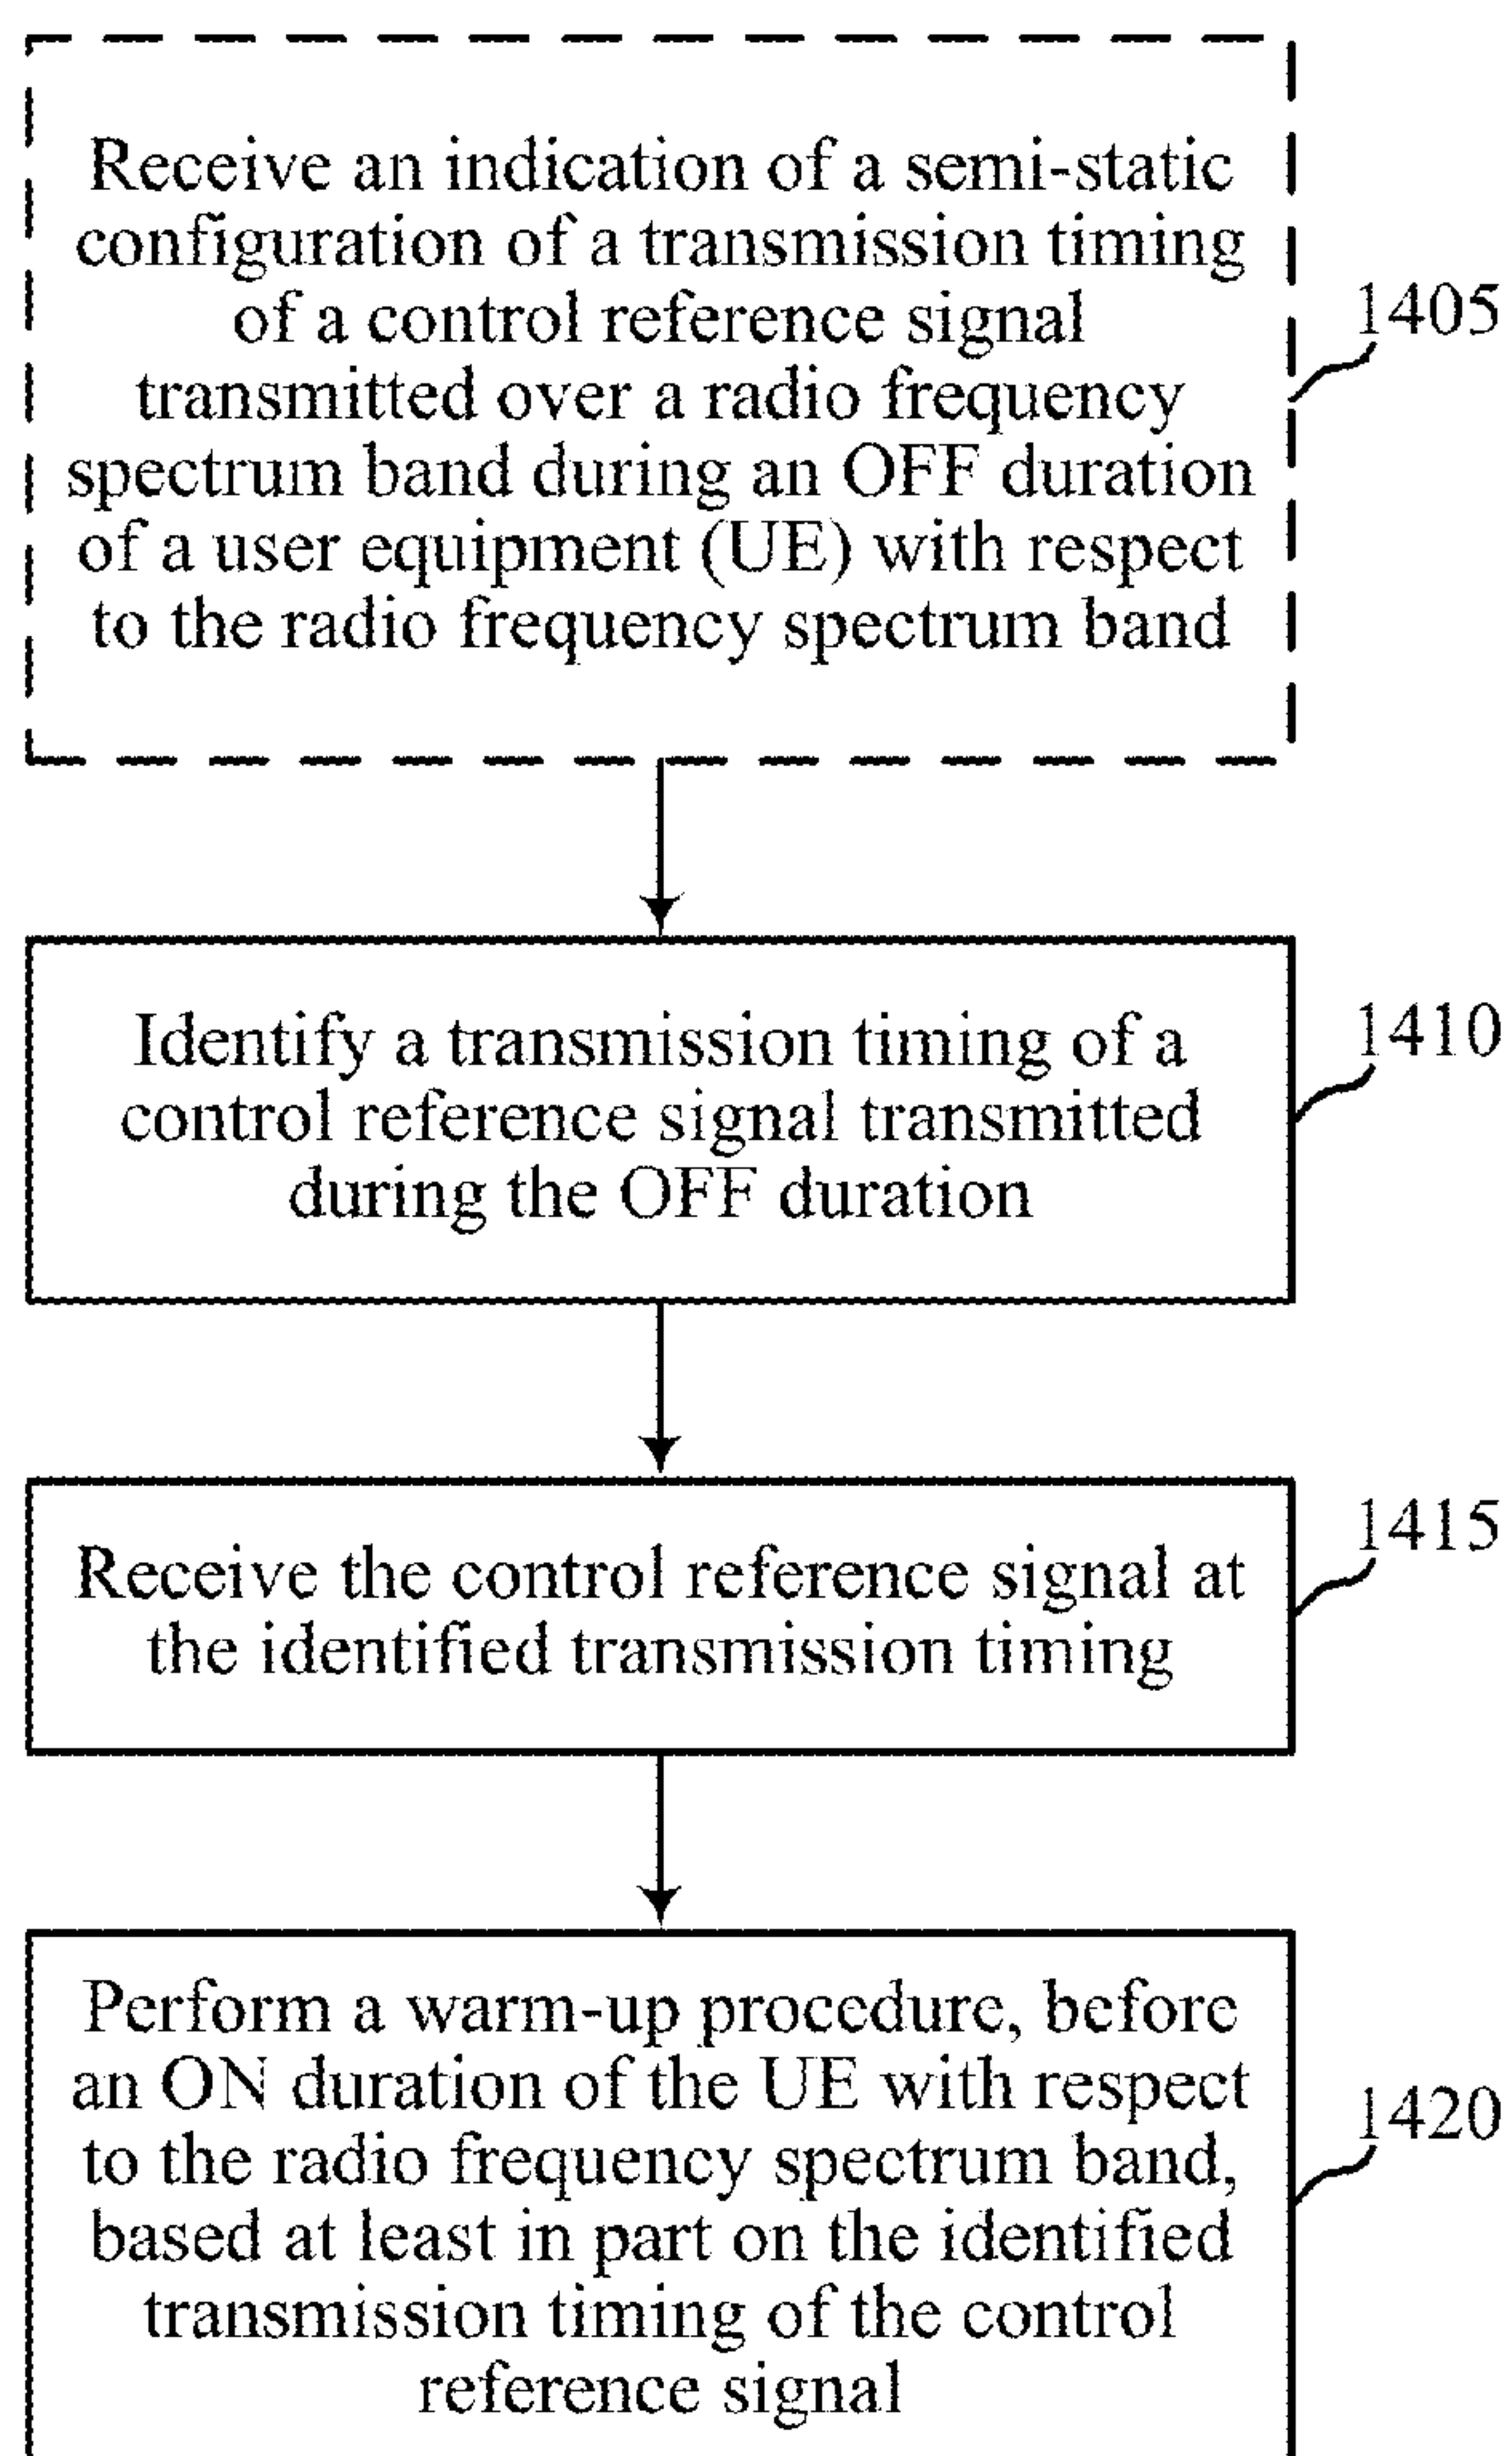 Receive an indication of a semi-static
configuration of a transmission timing
of a control reference signal
transmitted over a radio frequency
spectrum band during an OFF duration
of a user equipment (UE) with respect
to the radio frequency spectrum band
1405
Identify a transmission timing of a
control reference signal transmitted
during the OFF duration
1410
Receive the control reference signal at
the identified transmission timing
1415
Perform a warm-up procedure, before
an ON duration of the UE with respect
to the radio frequency spectrum band,
based at least in part on the identified
transmission timing of the control
reference signal
1420